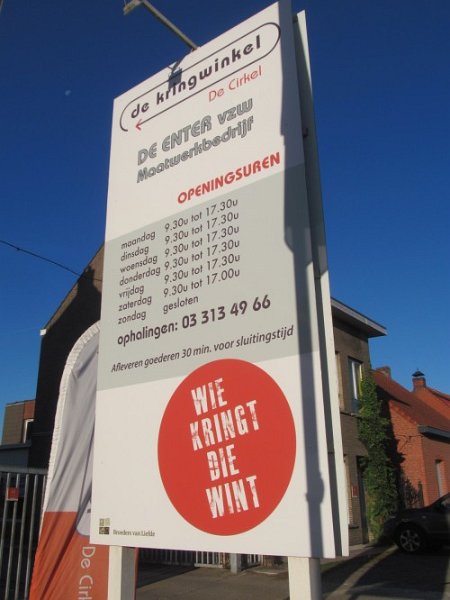 de kringwinkel
De Cirkel
DE ENTER vzw
Maatwerkbedrijf
OPENINGSUREN
maandag 9.30u tot 17.30u
dinsdag 9.30u tot 17.30u
woensdag 9.30u tot 17.30u
donderdag 9.30u tot 17.30u
vrijdag 9.30u tot 17.30u
zaterdag 9.30u tot 17.00u
zondag gesloten
ophalingen: 03 313 49 66
Afleveren goederen 30 min. voor sluitingstijd
WIE
KRINGT
DIE
WINT
Broeders van Liefde
De Cirkel